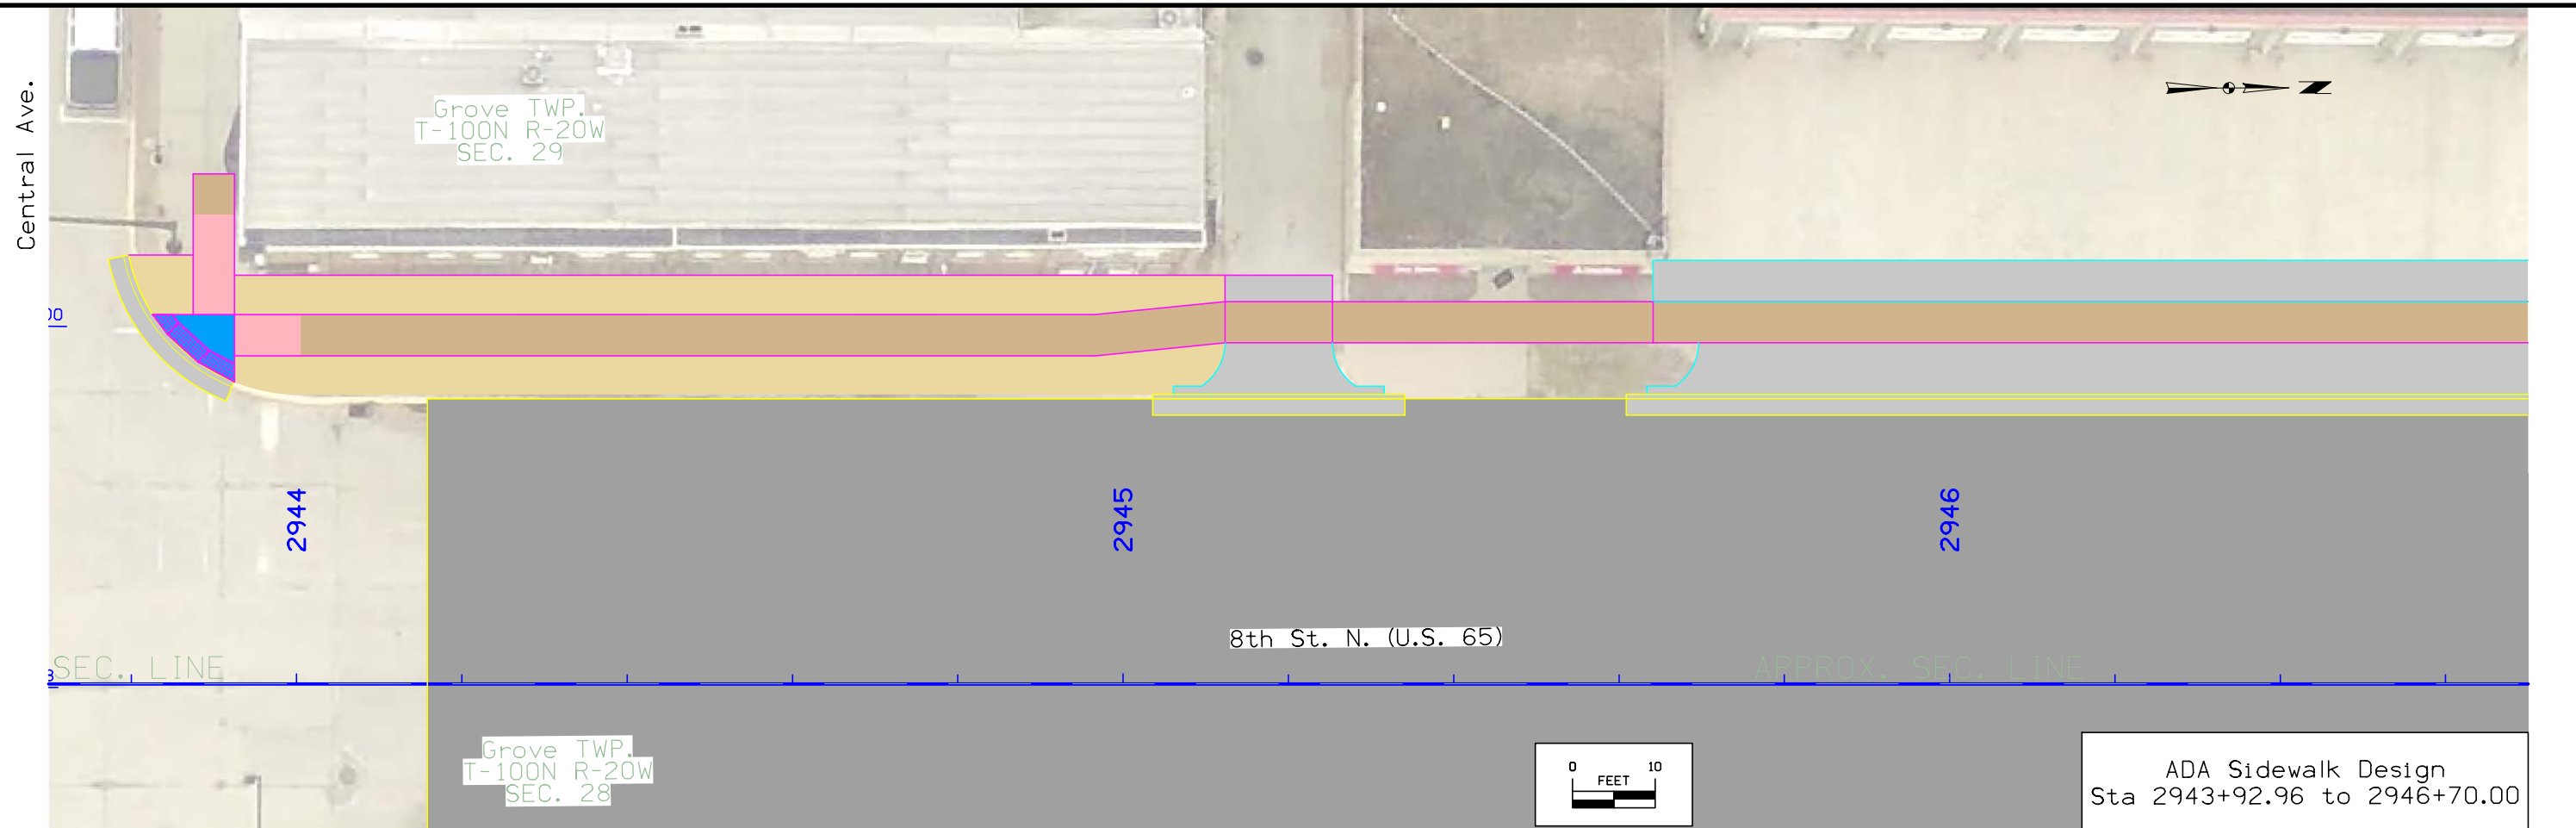 Central Ave.
Grove TWP.
T-100N R-20W
SEC. 29
00
2944
2945
2946
8th St. N. (U.S. 65)
SEC. LINE
APPROX. SEC. LINE
Grove TWP.
T-100N R-20W
SEC. 28
0 10
FEET
ADA Sidewalk Design
Sta 2943+92.96 to 2946+70.00